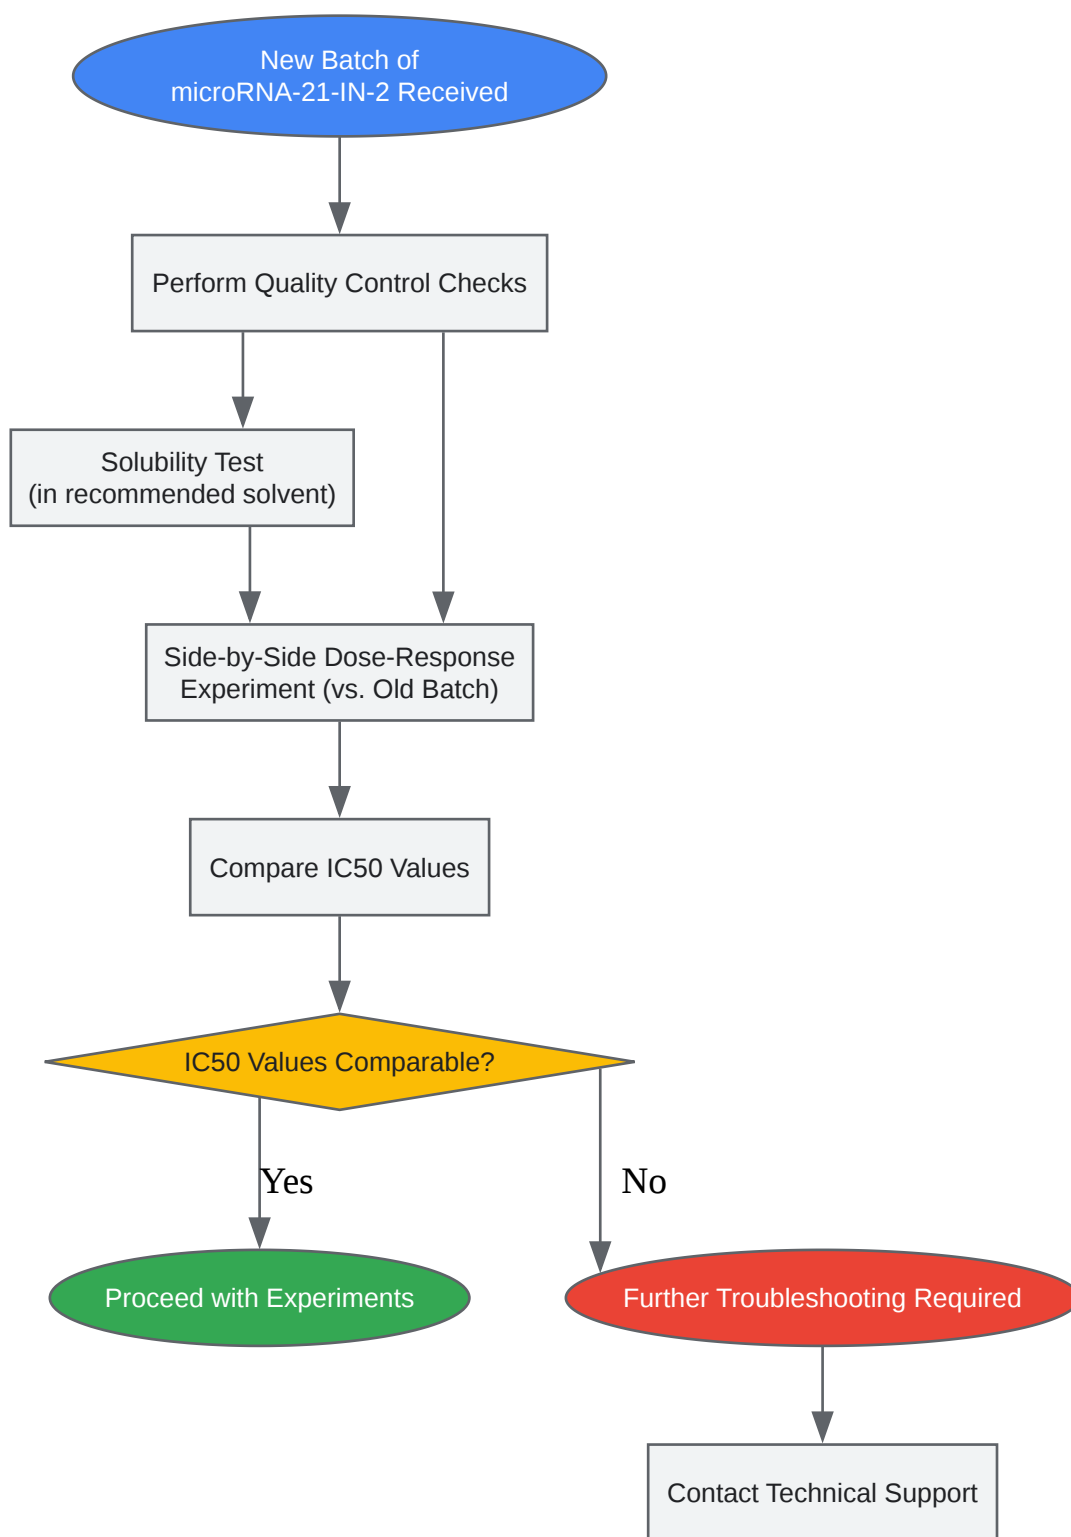 New Batch of
microRNA-21-IN-2 Received
Perform Quality Control Checks
Solubility Test
(in recommended solvent)
Side-by-Side Dose-Response
Experiment (vs. Old Batch)
Compare IC50 Values
IC50 Values Comparable?
Yes
No
Proceed with Experiments
Further Troubleshooting Required
Contact Technical Support